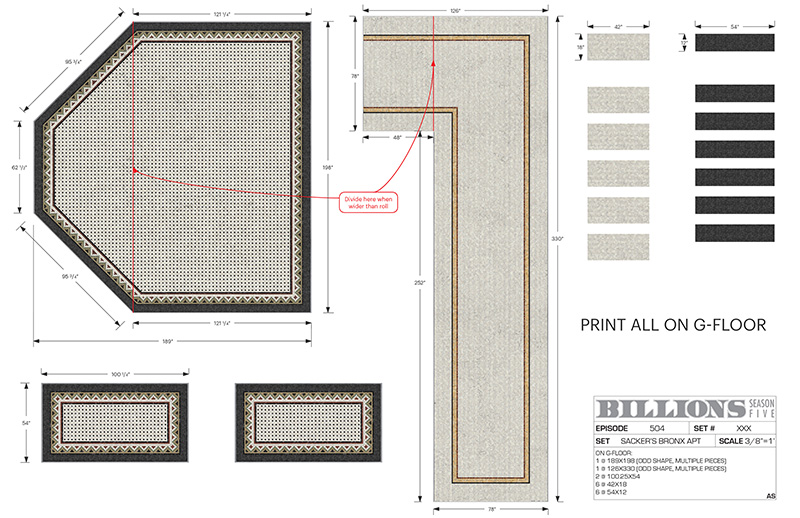 121 1/4"
126"
42"
54"
18"
12"
95 3/4"
78"
62 1/2"
198"
48"
Divide here when
wider than roll
330"
95 3/4"
252"
121 1/4"
189"
PRINT ALL ON G-FLOOR
100 1/4"
54"
78"
BILLIONS SEASON FIVE
EPISODE 504 SET # XXX
SET SACKER'S BRONX APT SCALE 3/8"=1'
ON G-FLOOR:
1 @ 189X198 (ODD SHAPE, MULTIPLE PIECES)
1 @ 126X330 (ODD SHAPE, MULTIPLE PIECES)
2 @ 100.25X54
6 @ 42X18
6 @ 54X12
AS